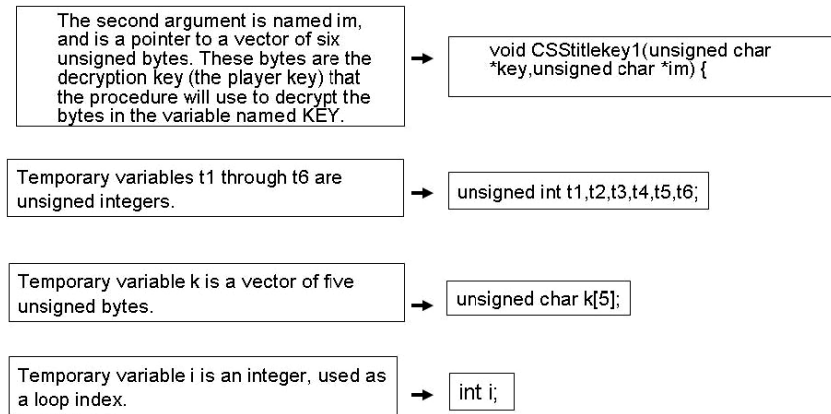 The second argument is named im,
and is a pointer to a vector of six
unsigned bytes. These bytes are the
decryption key (the player key) that
the procedure will use to decrypt the
bytes in the variable named KEY.
void CSStitlekey1(unsigned char
*key,unsigned char *im) {
Temporary variables t1 through t6 are
unsigned integers.
unsigned int t1,t2,t3,t4,t5,t6;
Temporary variable k is a vector of five
unsigned bytes.
unsigned char k[5];
Temporary variable i is an integer, used as
a loop index.
int i;